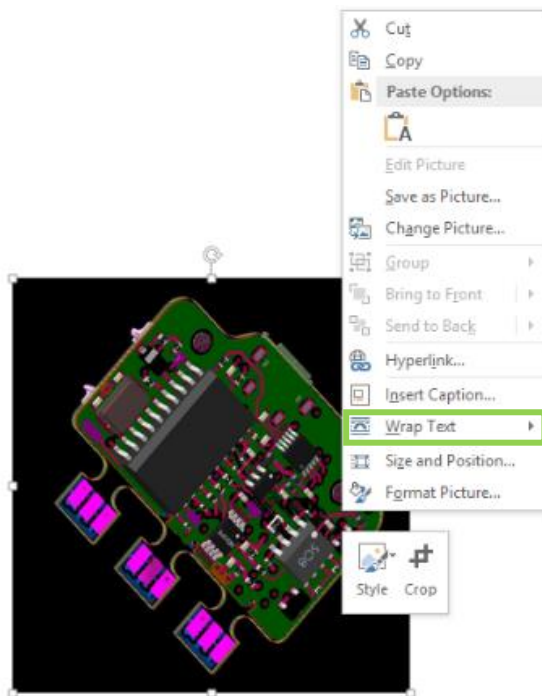 Cut
Copy
Paste Options:
A
Edit Picture
Save as Picture...
Change Picture...
Group
Bring to Front
Send to Back
Hyperlink...
Insert Caption...
Wrap Text
Size and Position...
Format Picture...
SO8
Style Crop